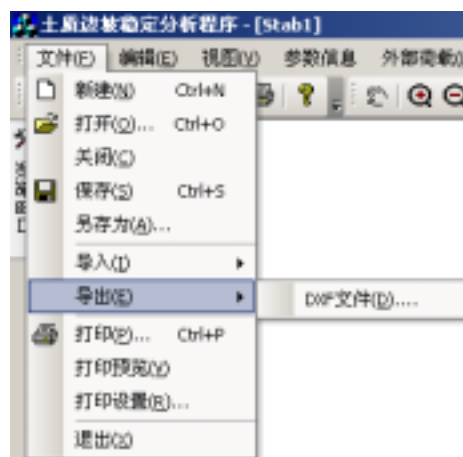 土质边坡稳定分析程序 - [Stab1]
文件(F) 编辑(E) 视图(V) 参数信息 外部荷载
新建(N) Ctrl+N
打开(O)... Ctrl+O
关闭(C)
保存(S) Ctrl+S
另存为(A)...
导入(I)
导出(E)
DXF文件(D)....
打印(P)... Ctrl+P
打印预览(V)
打印设置(R)...
退出(X)